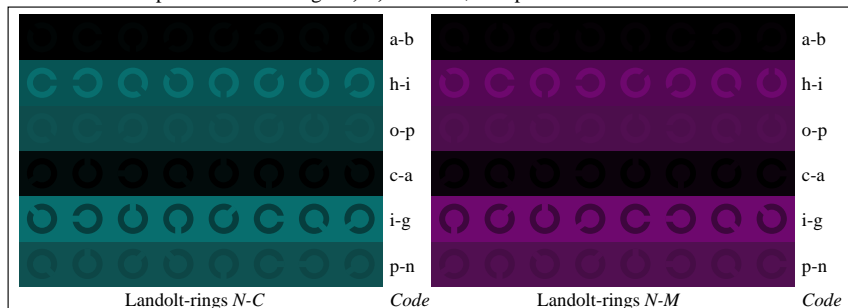 a-b a-b
h-i h-i
o-p o-p
c-a c-a
i-g i-g
p-n p-n
Landolt-rings N-C Code Landolt-rings N-M Code